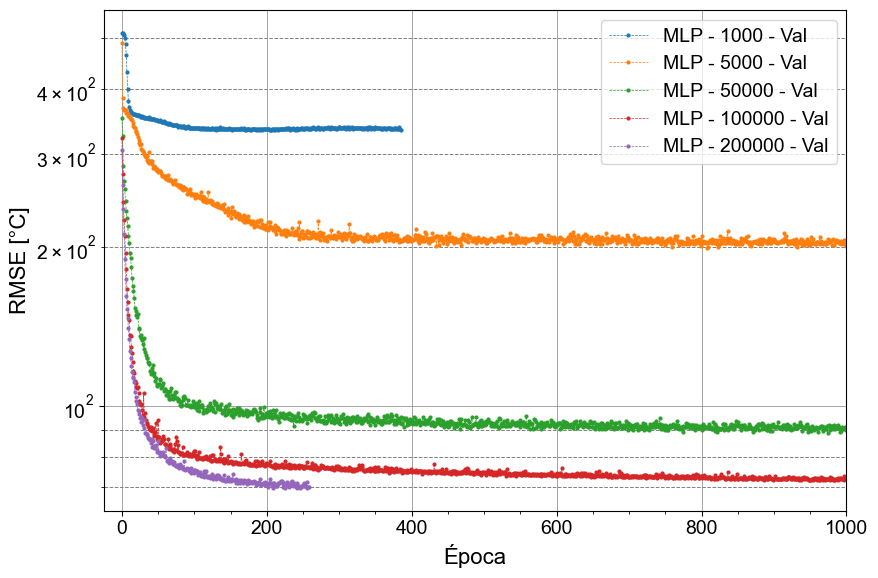 MLP - 1000 - Val
MLP - 5000 - Val
MLP - 50000 - Val
MLP - 100000 - Val
MLP - 200000 - Val
4 × 10²
3 × 10²
2 × 10²
10²
RMSE [°C]
0 200 400 600 800 1000
Época